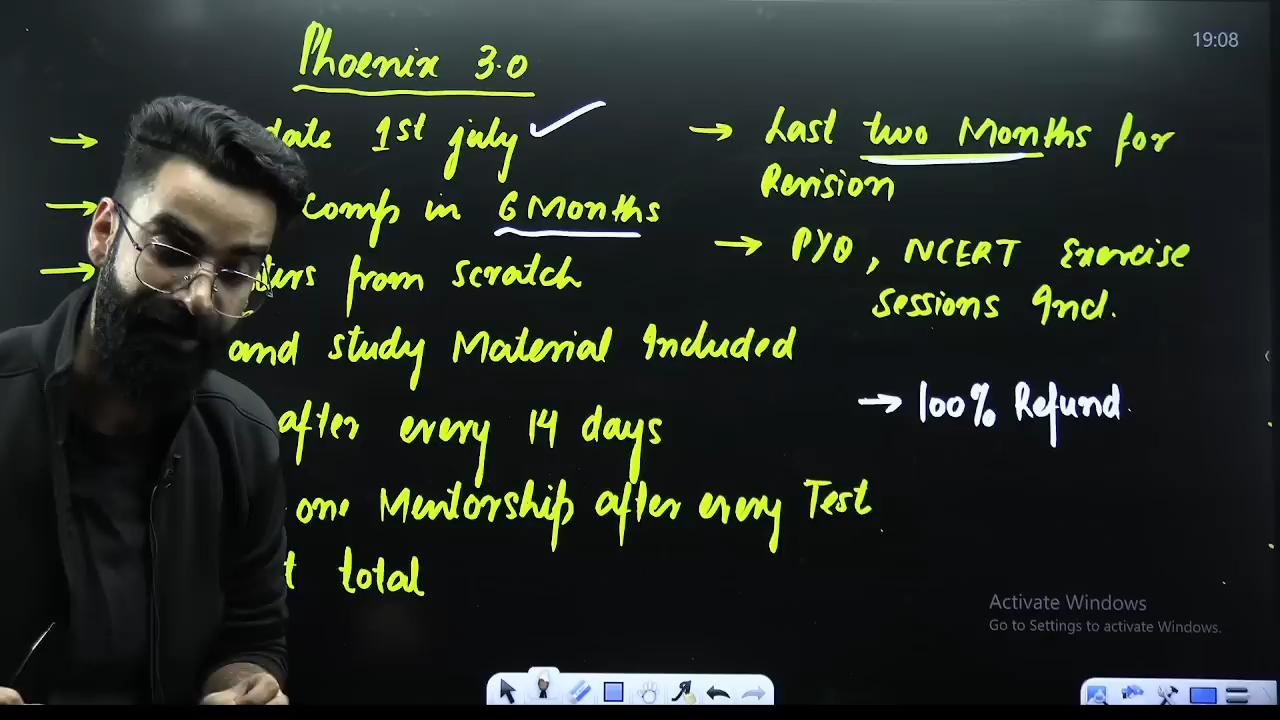 Phoenix 3.0
19:08
→ date 1st july ✓
→ comp in 6 Months
→ from scratch
and study Material Included
after every 14 days
one Mentorship after every Test
total
→ Last two Months for
Revision
→ PYQ, NCERT Exercise
Sessions Incl.
→ 100% Refund
Activate Windows
Go to Settings to activate Windows.